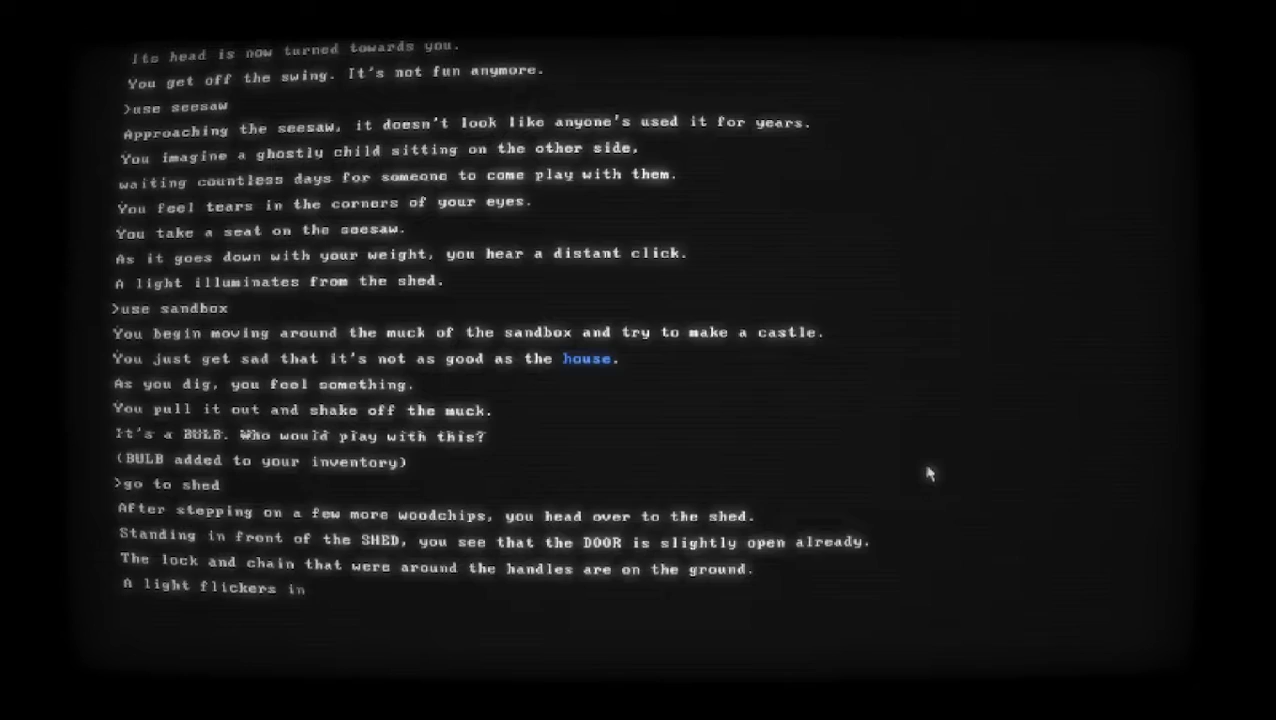 Its head is now turned towards you.
You get off the swing. It's not fun anymore.
>use seesaw
Approaching the seesaw, it doesn't look like anyone's used it for years.
You imagine a ghostly child sitting on the other side,
waiting countless days for someone to come play with them.
You feel tears in the corners of your eyes.
You take a seat on the seesaw.
As it goes down with your weight, you hear a distant click.
A light illuminates from the shed.
>use sandbox
You begin moving around the muck of the sandbox and try to make a castle.
You just get sad that it's not as good as the house.
As you dig, you feel something.
You pull it out and shake off the muck.
It's a BULB. Who would play with this?
(BULB added to your inventory)
>go to shed
After stepping on a few more woodchips, you head over to the shed.
Standing in front of the SHED, you see that the DOOR is slightly open already.
The lock and chain that were around the handles are on the ground.
A light flickers in